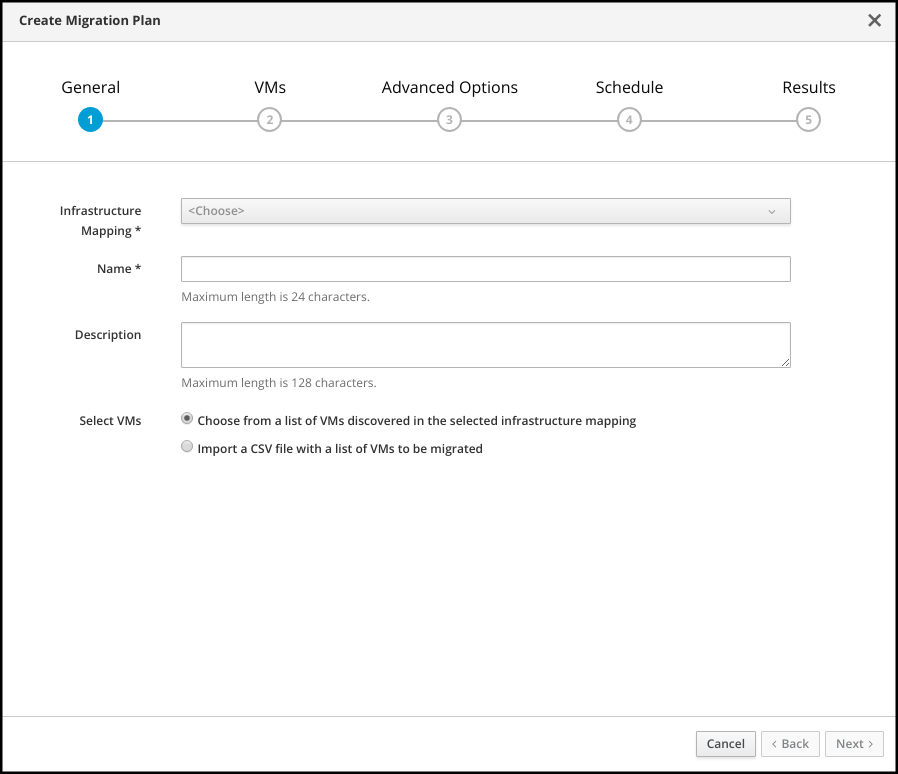 Create Migration Plan
General
VMs
Advanced Options
Schedule
Results
1
2
3
4
5
Infrastructure
Mapping *
<Choose>
Name *
Maximum length is 24 characters.
Description
Maximum length is 128 characters.
Select VMs
Choose from a list of VMs discovered in the selected infrastructure mapping
Import a CSV file with a list of VMs to be migrated
Cancel
‹ Back
Next ›